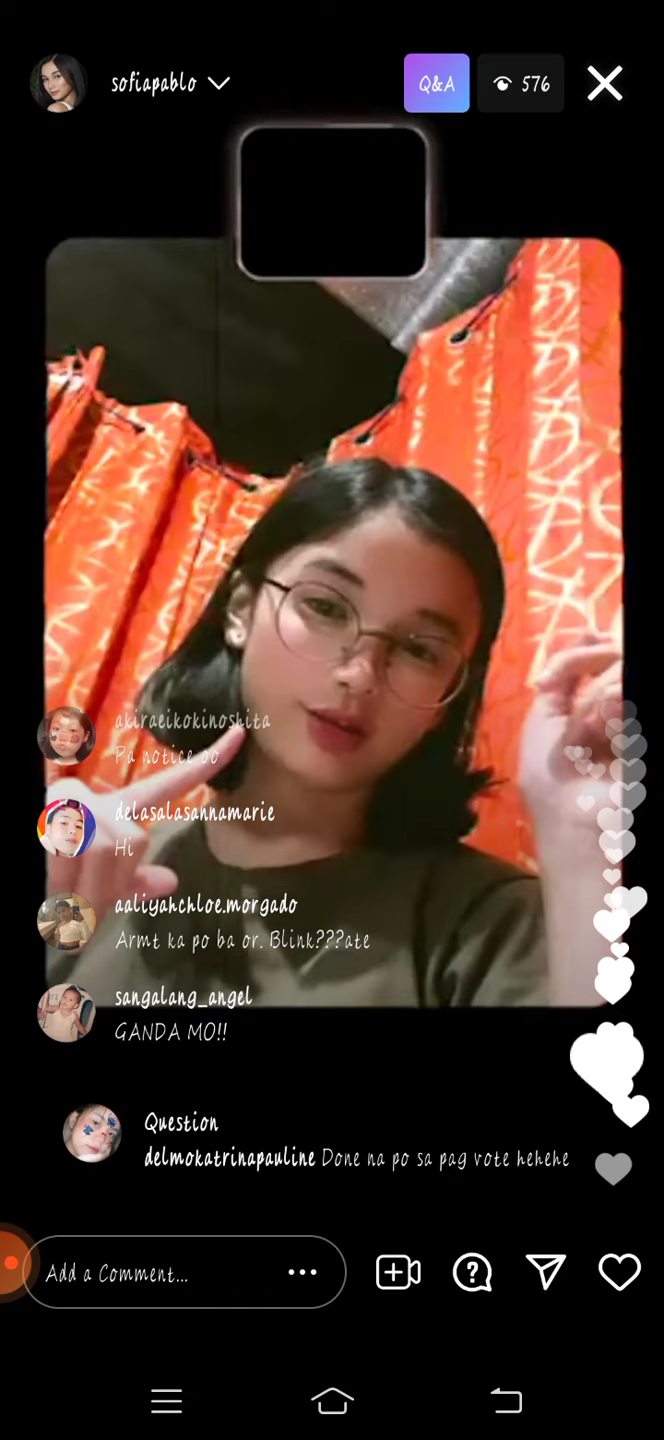 sofiapablo
Q&A
576
akiraeikokinoshita
Pa notice oo
delasalasannamarie
Hi
aaliyahchloe.morgado
Armt ka po ba or. Blink???ate
sangalang_angel
GANDA MO!!
Question
delmokatrinapauline Done na po sa pag vote hehehe
Add a Comment...